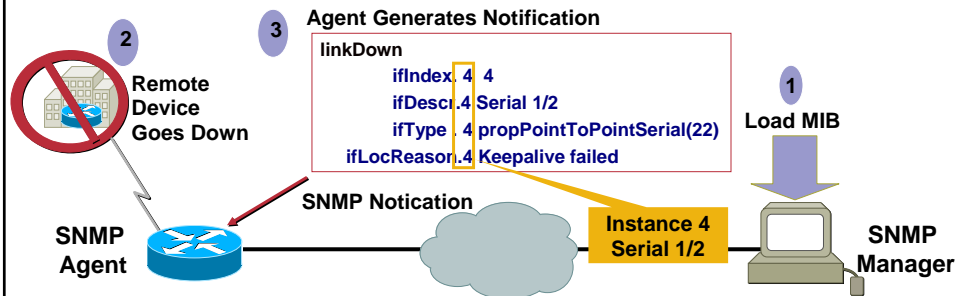 Agent Generates Notification
3
2
linkDown
ifIndex. 4 4
ifDescr.4 Serial 1/2
ifType . 4 propPointToPointSerial(22)
ifLocReason.4 Keepalive failed
Remote
Device
Goes Down
1
Load MIB
SNMP Notication
Instance 4
Serial 1/2
SNMP
Agent
SNMP
Manager